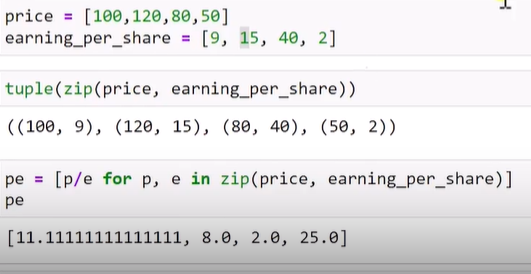 price = [100,120,80,50]
earning_per_share = [9, 15, 40, 2]
tuple(zip(price, earning_per_share))
((100, 9), (120, 15), (80, 40), (50, 2))
pe = [p/e for p, e in zip(price, earning_per_share)]
pe
[11.11111111111111, 8.0, 2.0, 25.0]